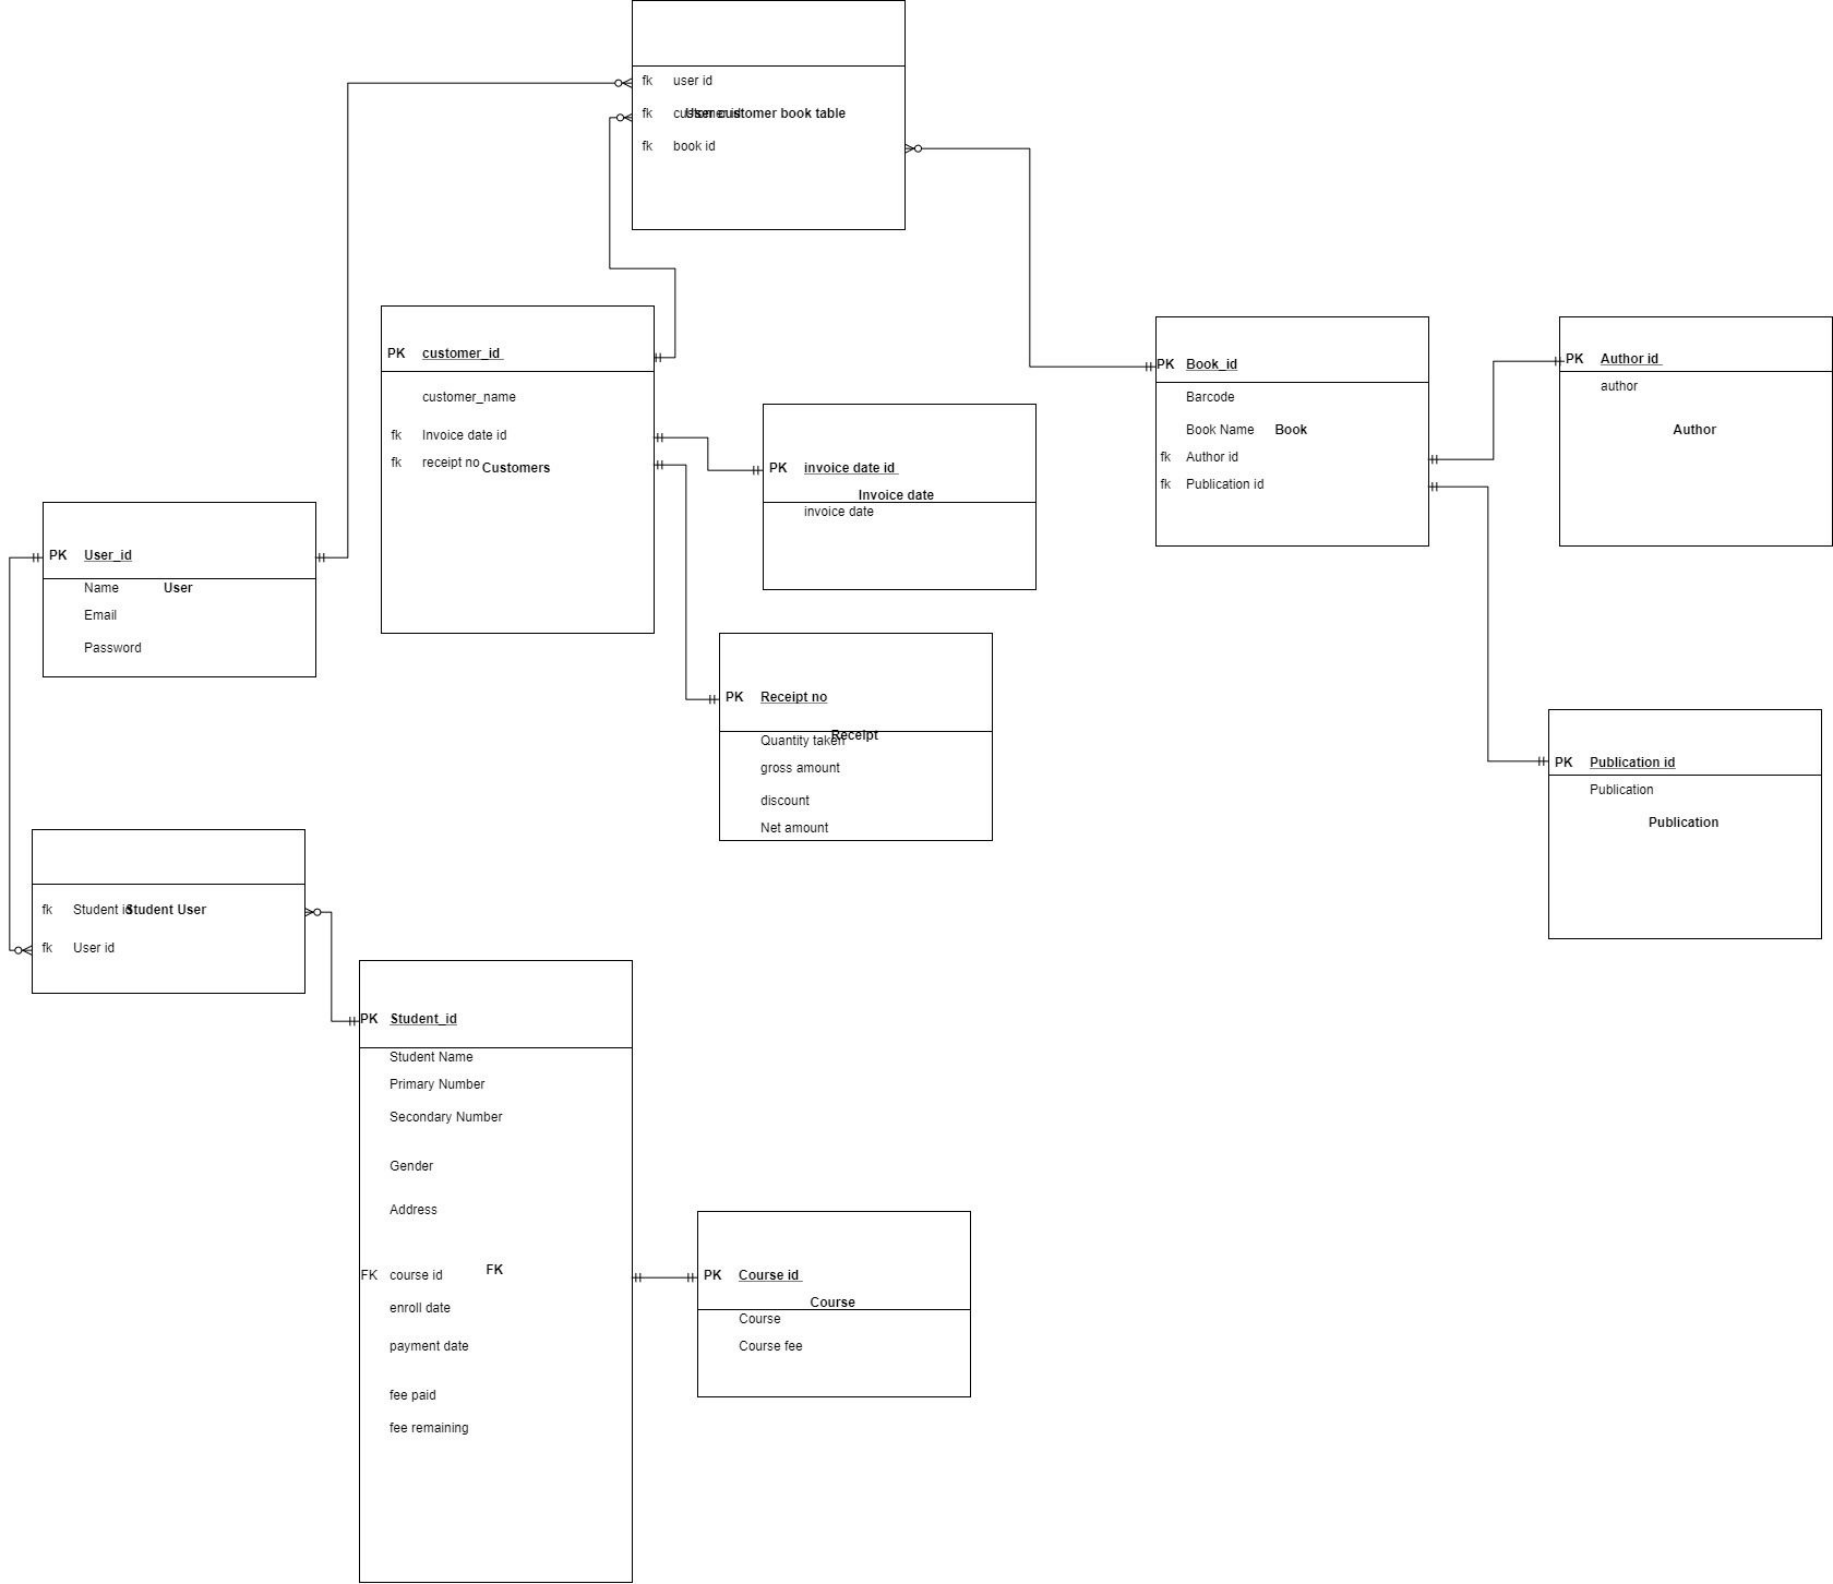 fk user id
fk customer id User customer book table
fk book id
PK customer_id
customer_name
fk Invoice date id
fk receipt no Customers
PK invoice date id
Invoice date
invoice date
PK Book_id
Barcode
Book Name Book
fk Author id
fk Publication id
PK Author id
author
Author
PK User_id
Name User
Email
Password
PK Receipt no
Receipt
Quantity taken
gross amount
discount
Net amount
PK Publication id
Publication
Publication
fk Student id Student User
fk User id
PK Student_id
Student Name
Primary Number
Secondary Number
Gender
Address
FK course id FK
enroll date
payment date
fee paid
fee remaining
PK Course id
Course
Course
Course fee